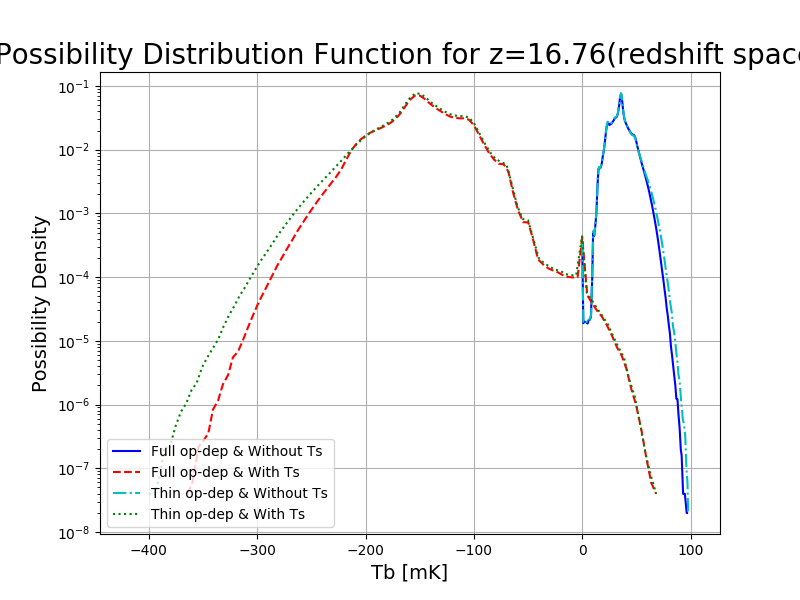 Possibility Distribution Function for z=16.76(redshift space
Possibility Density
10⁻¹
10⁻²
10⁻³
10⁻⁴
10⁻⁵
10⁻⁶
10⁻⁷
10⁻⁸
Full op-dep & Without Ts
Full op-dep & With Ts
Thin op-dep & Without Ts
Thin op-dep & With Ts
−400 −300 −200 −100 0 100
Tb [mK]